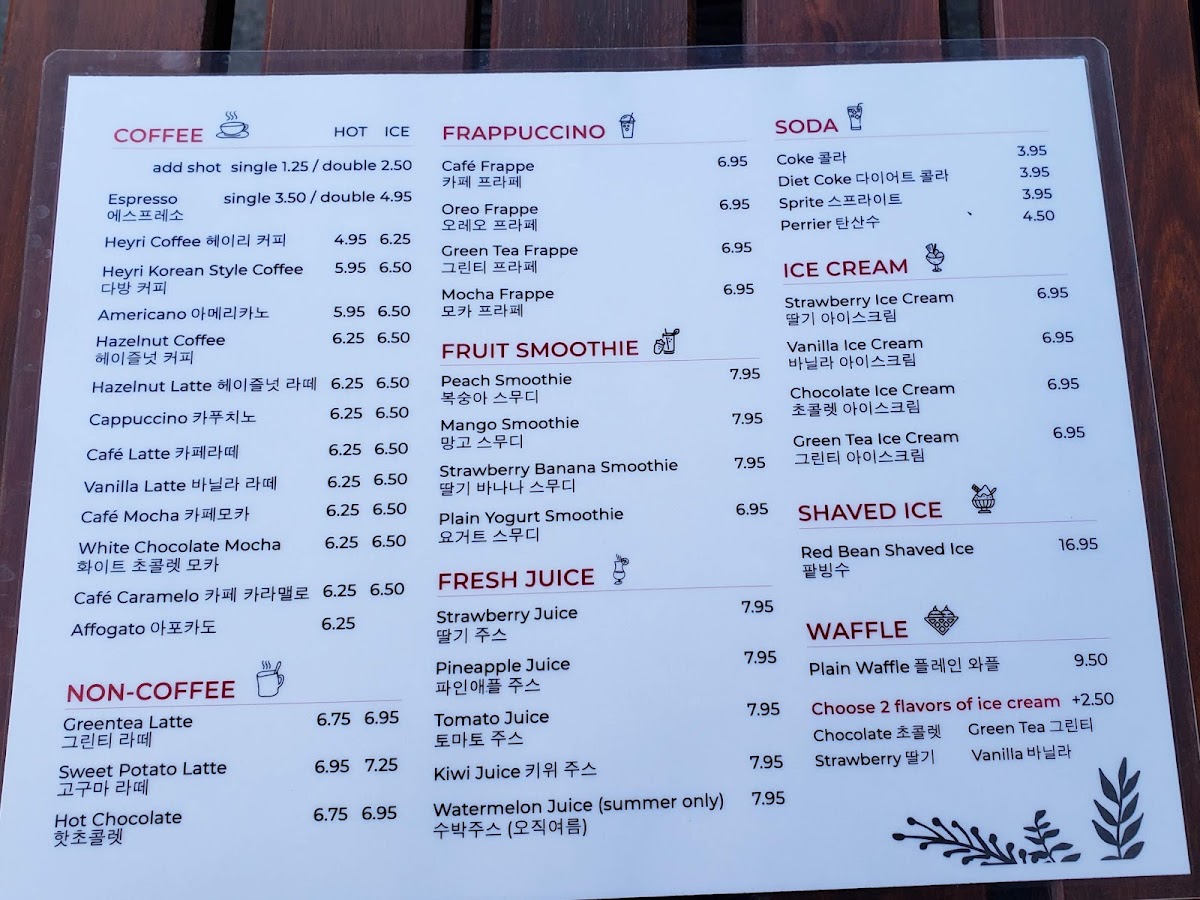 COFFEE HOT ICE
add shot single 1.25 / double 2.50
Espresso single 3.50 / double 4.95
에스프레소
Heyri Coffee 헤이리 커피 4.95 6.25
Heyri Korean Style Coffee 5.95 6.50
다방 커피
Americano 아메리카노 5.95 6.50
Hazelnut Coffee 6.25 6.50
헤이즐넛 커피
Hazelnut Latte 헤이즐넛 라떼 6.25 6.50
Cappuccino 카푸치노 6.25 6.50
Café Latte 카페라떼 6.25 6.50
Vanilla Latte 바닐라 라떼 6.25 6.50
Café Mocha 카페모카 6.25 6.50
White Chocolate Mocha 6.25 6.50
화이트 초콜렛 모카
Café Caramelo 카페 카라맬로 6.25 6.50
Affogato 아포카도 6.25
NON-COFFEE
Greentea Latte 6.75 6.95
그린티 라떼
Sweet Potato Latte 6.95 7.25
고구마 라떼
Hot Chocolate 6.75 6.95
핫초콜렛
FRAPPUCCINO
Café Frappe 6.95
카페 프라페
Oreo Frappe 6.95
오레오 프라페
Green Tea Frappe 6.95
그린티 프라페
Mocha Frappe 6.95
모카 프라페
FRUIT SMOOTHIE
Peach Smoothie 7.95
복숭아 스무디
Mango Smoothie 7.95
망고 스무디
Strawberry Banana Smoothie 7.95
딸기 바나나 스무디
Plain Yogurt Smoothie 6.95
요거트 스무디
FRESH JUICE
Strawberry Juice 7.95
딸기 주스
Pineapple Juice 7.95
파인애플 주스
Tomato Juice 7.95
토마토 주스
Kiwi Juice 키위 주스 7.95
Watermelon Juice (summer only) 7.95
수박주스 (오직여름)
SODA
Coke 콜라 3.95
Diet Coke 다이어트 콜라 3.95
Sprite 스프라이트 3.95
Perrier 탄산수 4.50
ICE CREAM
Strawberry Ice Cream 6.95
딸기 아이스크림
Vanilla Ice Cream 6.95
바닐라 아이스크림
Chocolate Ice Cream 6.95
초콜렛 아이스크림
Green Tea Ice Cream 6.95
그린티 아이스크림
SHAVED ICE
Red Bean Shaved Ice 16.95
팥빙수
WAFFLE
Plain Waffle 플레인 와플 9.50
Choose 2 flavors of ice cream +2.50
Chocolate 초콜렛 Green Tea 그린티
Strawberry 딸기 Vanilla 바닐라